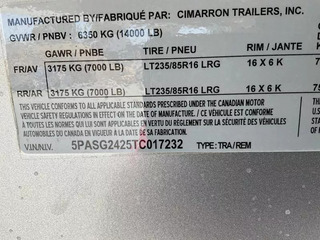 MANUFACTURED BY/FABRIQUÉ PAR: CIMARRON TRAILERS, INC.
GVWR / PNBV : 6350 KG (14000 LB)
GAWR / PNBE TIRE / PNEU RIM / JANTE
FR/AV 3175 KG (7000 LB) LT235/85R16 LRG 16 X 6 K 7
RR/AR 3175 KG (7000 LB) LT235/85R16 LRG 16 X 6 K 75
THIS VEHICLE CONFORMS TO ALL APPLICABLE STANDARDS PRESCRIBED UNDER THE CANADIAN MOTOR
VEHICLE SAFETY REGULATIONS IN EFFECT ON THE DATE OF MANUFACTURE. / CE VÉHICULE EST CONFORME
À TOUTES LES NORMES QUI LUI SONT APPLICABLES EN VERTU DU RÈGLEMENT SUR LA SÉCURITÉ DES
VÉHICULES AUTOMOBILES DU CANADA EN VIGUEUR À LA DATE DE SA FABRICATION.
V.I.N./N.I.V. 5PASG2425TC017232 TYPE: TRA / REM